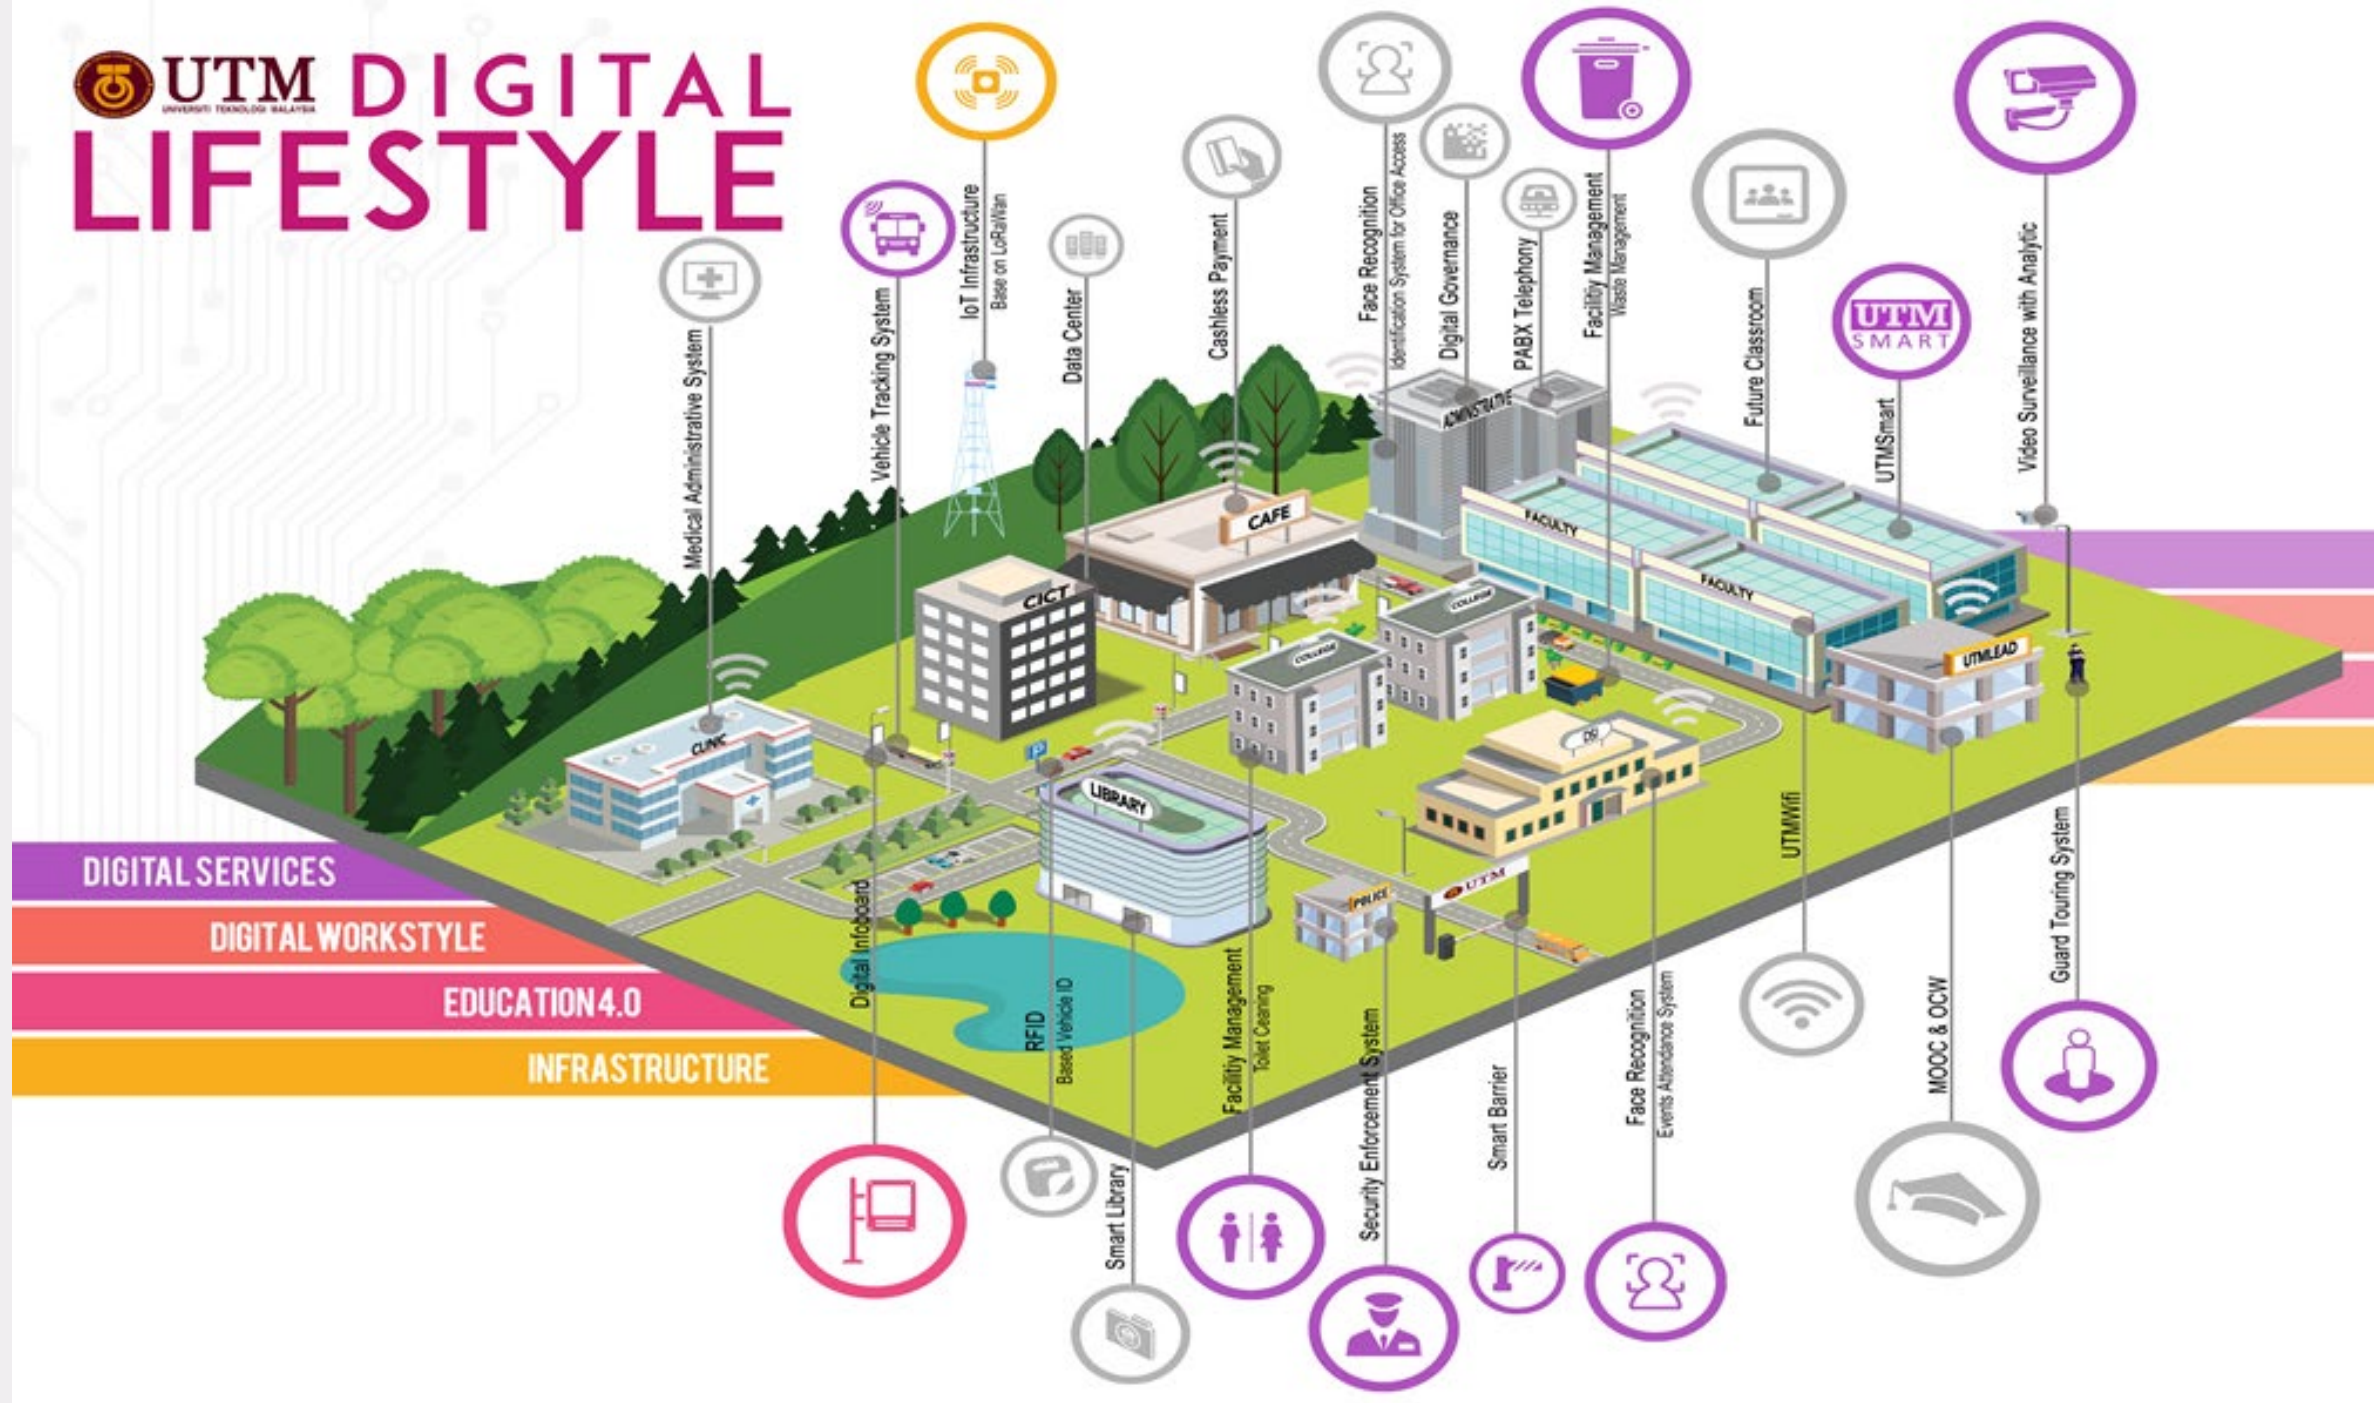 UTM DIGITAL
UNIVERSITI TEKNOLOGI MALAYSIA
LIFESTYLE
Medical Administrative System
Vehicle Tracking System
IoT Infrastructure
Base on LoRaWan
Data Center
Cashless Payment
Face Recognition
Identification System for Office Access
Digital Governance
PABX Telephony
Facilitiy Management
Waste Management
Future Classroom
UTM
SMART
UTMSmart
Video Surveillance with Analytic
ADMINISTRATIVE
CAFE
FACULTY
FACULTY
CICT
COLLEGE
COLLEGE
UTMLEAD
CLINIC
P
DSI
LIBRARY
POLICE
UTM
DIGITAL SERVICES
DIGITAL WORKSTYLE
EDUCATION 4.0
INFRASTRUCTURE
Digital Infoboard
RFID
Based Vehicle ID
Smart Library
Facilitiy Management
Toilet Ceaning
Security Enforcement System
Smart Barrier
Face Recognition
Events Attendance System
UTMWifi
MOOC & OCW
Guard Touring System